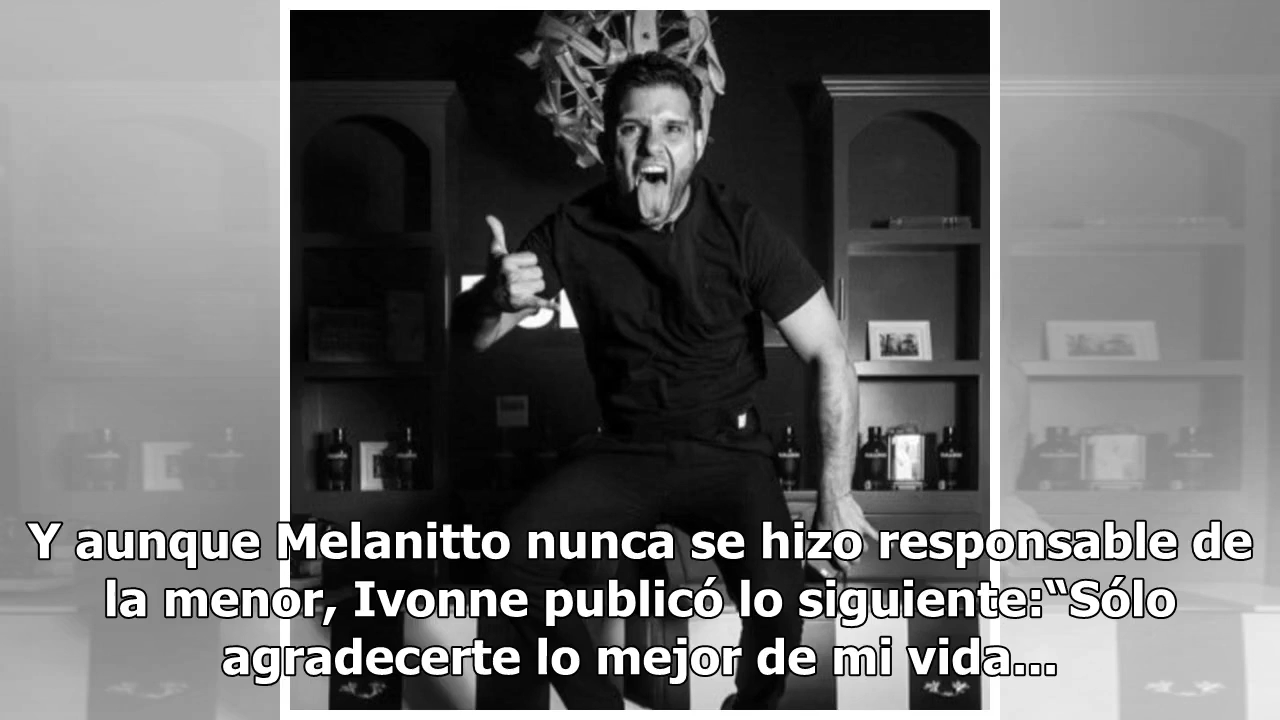 Y aunque Melanitto nunca se hizo responsable de
la menor, Ivonne publicó lo siguiente:“Sólo
agradecerte lo mejor de mi vida...